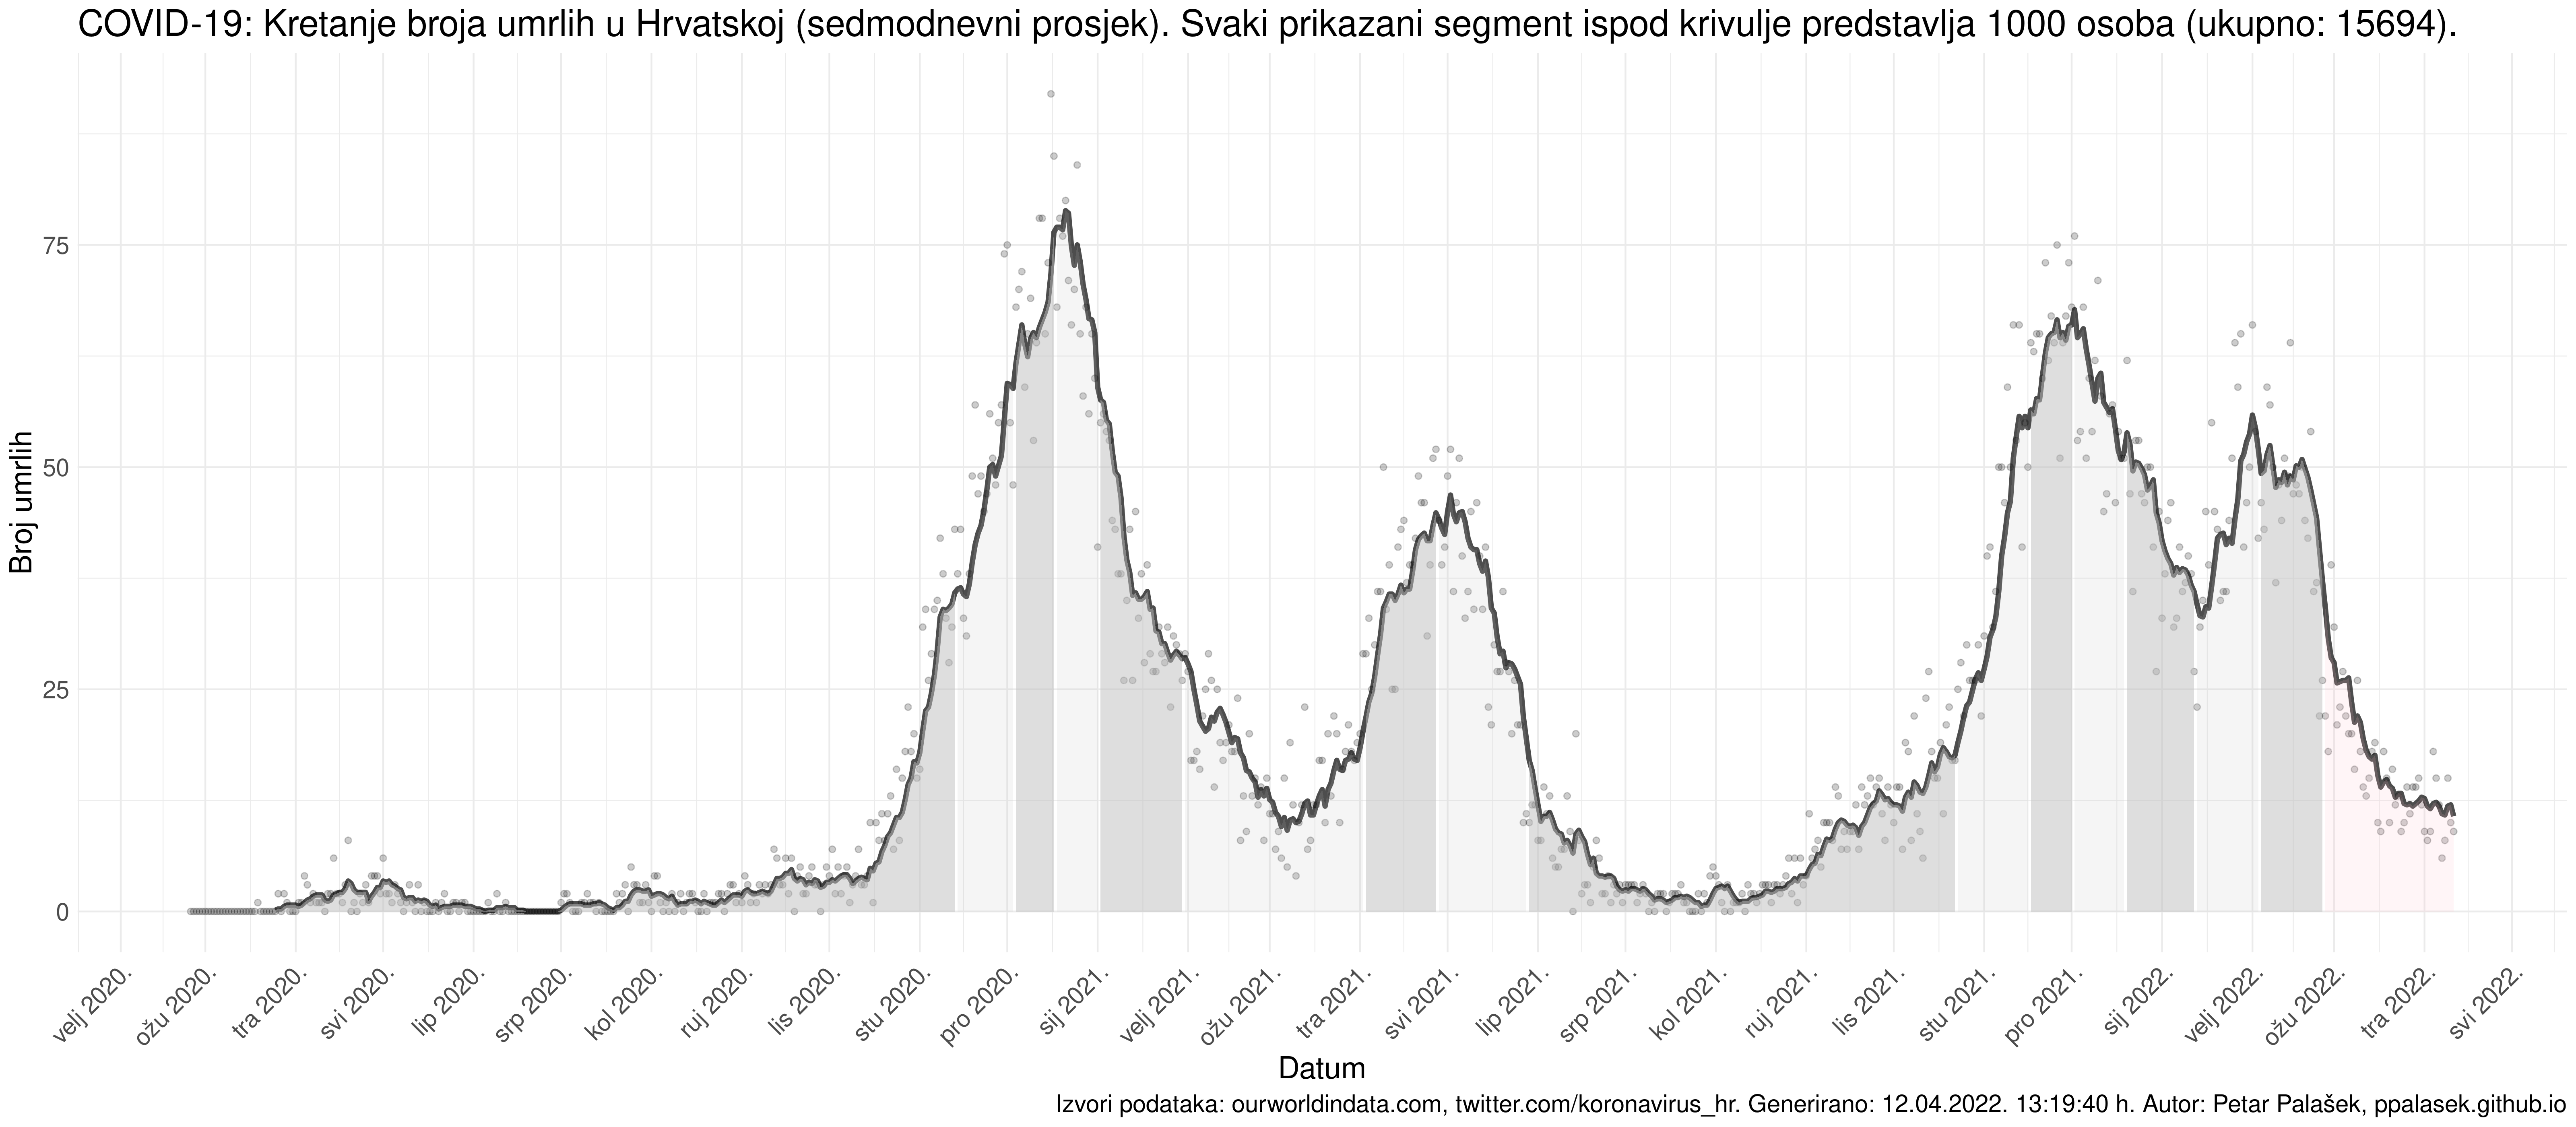 COVID-19: Kretanje broja umrlih u Hrvatskoj (sedmodnevni prosjek). Svaki prikazani segment ispod krivulje predstavlja 1000 osoba (ukupno: 15694).
Broj umrlih
75
50
25
0
velj 2020.
ožu 2020.
tra 2020.
svi 2020.
lip 2020.
srp 2020.
kol 2020.
ruj 2020.
lis 2020.
stu 2020.
pro 2020.
sij 2021.
velj 2021.
ožu 2021.
tra 2021.
svi 2021.
lip 2021.
srp 2021.
kol 2021.
ruj 2021.
lis 2021.
stu 2021.
pro 2021.
sij 2022.
velj 2022.
ožu 2022.
tra 2022.
svi 2022.
Datum
Izvori podataka: ourworldindata.com, twitter.com/koronavirus_hr. Generirano: 12.04.2022. 13:19:40 h. Autor: Petar Palašek, ppalasek.github.io